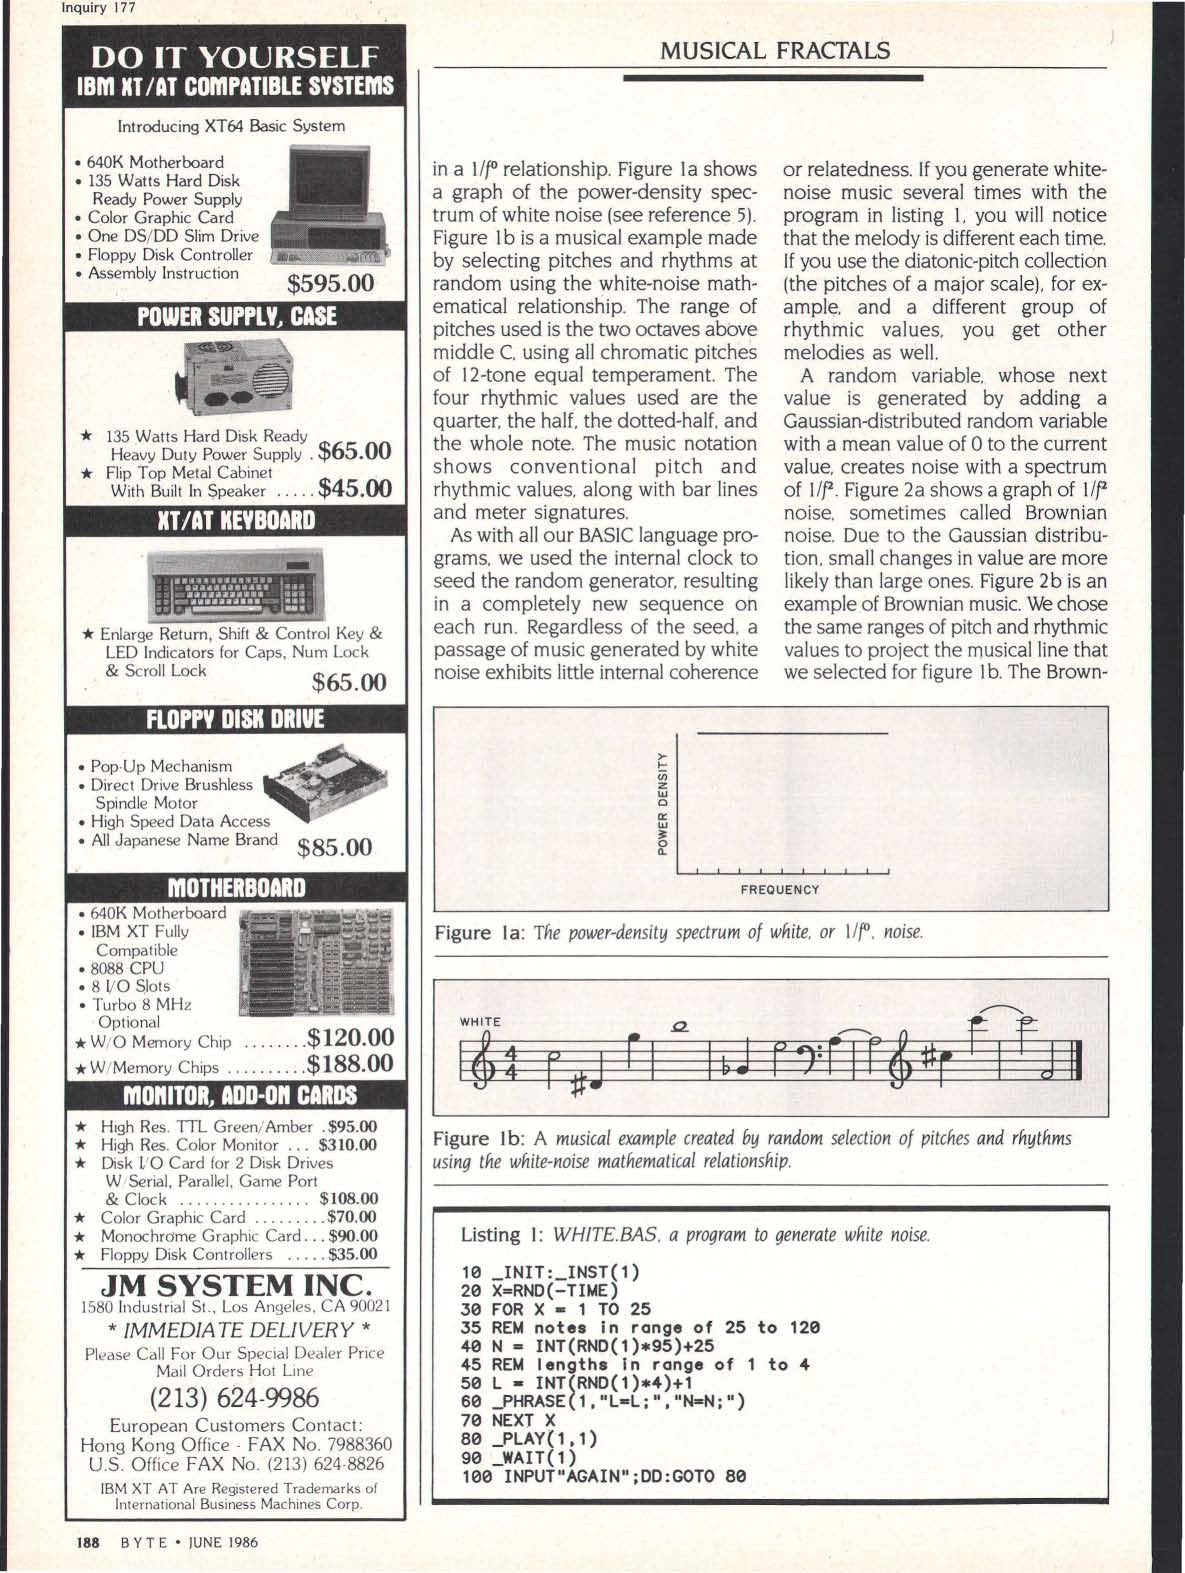 Inquiry 177
DO IT YOURSELF
IBM XT/AT COMPATIBLE SYSTEMS
Introducing XT64 Basic System
• 640K Motherboard
• 135 Watts Hard Disk
Ready Power Supply
• Color Graphic Card
• One DS/DD Slim Drive
• Floppy Disk Controller
• Assembly Instruction
$595.00
POWER SUPPLY, CASE
★ 135 Watts Hard Disk Ready
Heavy Duty Power Supply . $65.00
★ Flip Top Metal Cabinet
With Built In Speaker ..... $45.00
XT/AT KEYBOARD
★ Enlarge Return, Shift & Control Key &
LED Indicators for Caps, Num Lock
& Scroll Lock
$65.00
FLOPPY DISK DRIVE
• Pop-Up Mechanism
• Direct Drive Brushless
Spindle Motor
• High Speed Data Access
• All Japanese Name Brand
$85.00
MOTHERBOARD
• 640K Motherboard
• IBM XT Fully
Compatible
• 8088 CPU
• 8 I/O Slots
• Turbo 8 MHz
Optional
★ W/O Memory Chip ........ $120.00
★ W/Memory Chips .......... $188.00
MONITOR, ADD-ON CARDS
★ High Res. TTL Green/Amber . $95.00
★ High Res. Color Monitor ... $310.00
★ Disk I/O Card for 2 Disk Drives
W/Serial, Parallel, Game Port
& Clock ................ $108.00
★ Color Graphic Card ......... $70.00
★ Monochrome Graphic Card... $90.00
★ Floppy Disk Controllers ..... $35.00
JM SYSTEM INC.
1580 Industrial St., Los Angeles, CA 90021
* IMMEDIATE DELIVERY *
Please Call For Our Special Dealer Price
Mail Orders Hot Line
(213) 624-9986
European Customers Contact:
Hong Kong Office - FAX No. 7988360
U.S. Office FAX No. (213) 624-8826
IBM XT AT Are Registered Trademarks of
International Business Machines Corp.
MUSICAL FRACTALS
in a 1/f⁰ relationship. Figure 1a shows
a graph of the power-density spec-
trum of white noise (see reference 5).
Figure 1b is a musical example made
by selecting pitches and rhythms at
random using the white-noise math-
ematical relationship. The range of
pitches used is the two octaves above
middle C, using all chromatic pitches
of 12-tone equal temperament. The
four rhythmic values used are the
quarter, the half, the dotted-half, and
the whole note. The music notation
shows conventional pitch and
rhythmic values, along with bar lines
and meter signatures.
As with all our BASIC language pro-
grams, we used the internal clock to
seed the random generator, resulting
in a completely new sequence on
each run. Regardless of the seed, a
passage of music generated by white
noise exhibits little internal coherence
or relatedness. If you generate white-
noise music several times with the
program in listing 1, you will notice
that the melody is different each time.
If you use the diatonic-pitch collection
(the pitches of a major scale), for ex-
ample, and a different group of
rhythmic values, you get other
melodies as well.
A random variable, whose next
value is generated by adding a
Gaussian-distributed random variable
with a mean value of 0 to the current
value, creates noise with a spectrum
of 1/f². Figure 2a shows a graph of 1/f²
noise, sometimes called Brownian
noise. Due to the Gaussian distribu-
tion, small changes in value are more
likely than large ones. Figure 2b is an
example of Brownian music. We chose
the same ranges of pitch and rhythmic
values to project the musical line that
we selected for figure 1b. The Brown-
POWER DENSITY
FREQUENCY
Figure 1a: The power-density spectrum of white, or 1/f⁰, noise.
WHITE
4
4
Figure 1b: A musical example created by random selection of pitches and rhythms
using the white-noise mathematical relationship.
Listing 1: WHITE.BAS, a program to generate white noise.
10 _INIT:_INST(1)
20 X=RND(-TIME)
30 FOR X = 1 TO 25
35 REM notes in range of 25 to 120
40 N = INT(RND(1)*95)+25
45 REM lengths in range of 1 to 4
50 L = INT(RND(1)*4)+1
60 _PHRASE(1,"L=L;","N=N;")
70 NEXT X
80 _PLAY(1,1)
90 _WAIT(1)
100 INPUT"AGAIN";DD:GOTO 80
188 BYTE • JUNE 1986